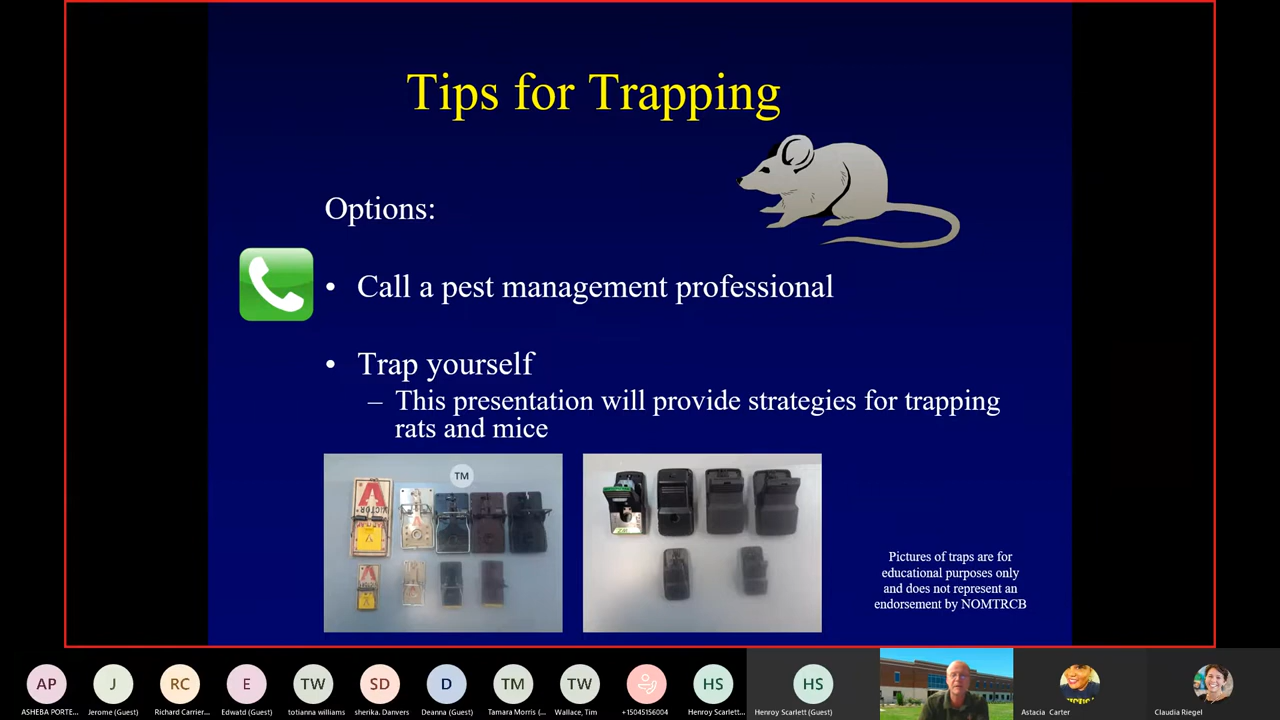 Tips for Trapping
Options:
• Call a pest management professional
• Trap yourself
– This presentation will provide strategies for trapping
rats and mice
TM
VICTOR
Pictures of traps are for
educational purposes only
and does not represent an
endorsement by NOMTRCB
AP
J
RC
E
TW
SD
D
TM
TW
HS
HS
ASHEBA PORTE...
Jerome (Guest)
Richard Carrier...
Edwatd (Guest)
totianna williams
sherika. Danvers
Deanna (Guest)
Tamara Morris (...
Wallace, Tim
+15045156004
Henroy Scarlett...
Henroy Scarlett (Guest)
Astacia Carter
Claudia Riegel